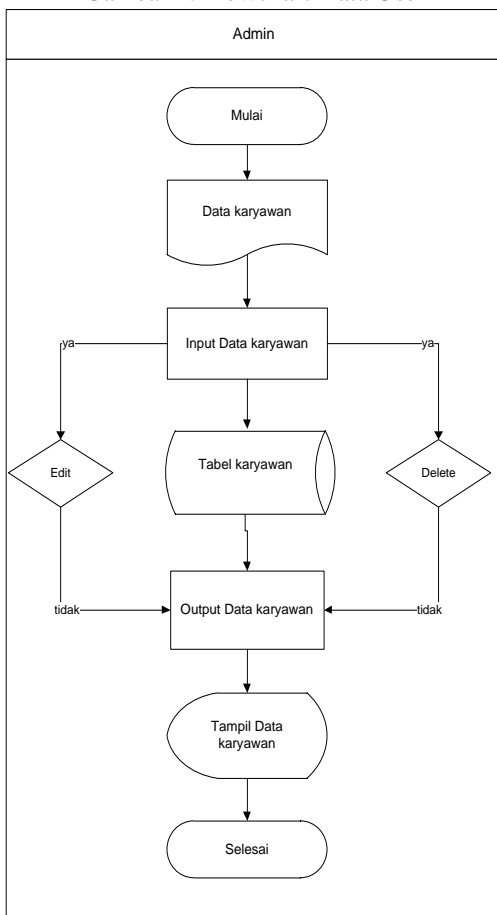 Admin
Mulai
Data karyawan
Input Data karyawan
ya
ya
Edit
Tabel karyawan
Delete
tidak
Output Data karyawan
tidak
Tampil Data
karyawan
Selesai